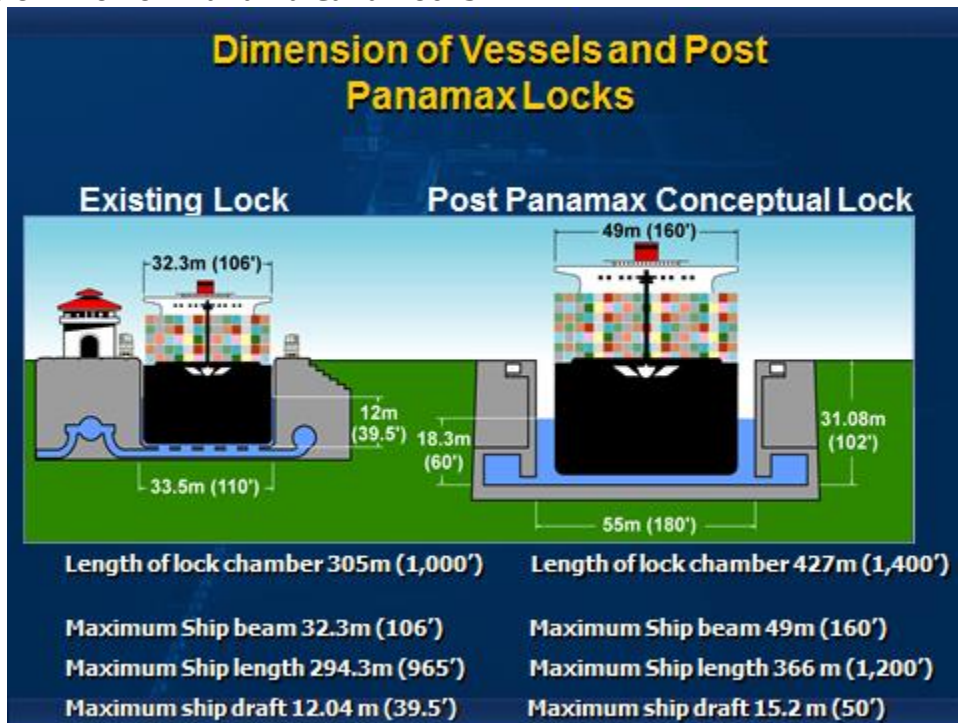 Dimension of Vessels and Post
Panamax Locks
Existing Lock
Post Panamax Conceptual Lock
32.3m (106')
12m
(39.5')
33.5m (110')
49m (160')
18.3m
(60')
31.08m
(102')
55m (180')
Length of lock chamber 305m (1,000’)
Length of lock chamber 427m (1,400’)
Maximum Ship beam 32.3m (106’)
Maximum Ship beam 49m (160’)
Maximum Ship length 294.3m (965’)
Maximum Ship length 366 m (1,200’)
Maximum ship draft 12.04 m (39.5’)
Maximum ship draft 15.2 m (50’)